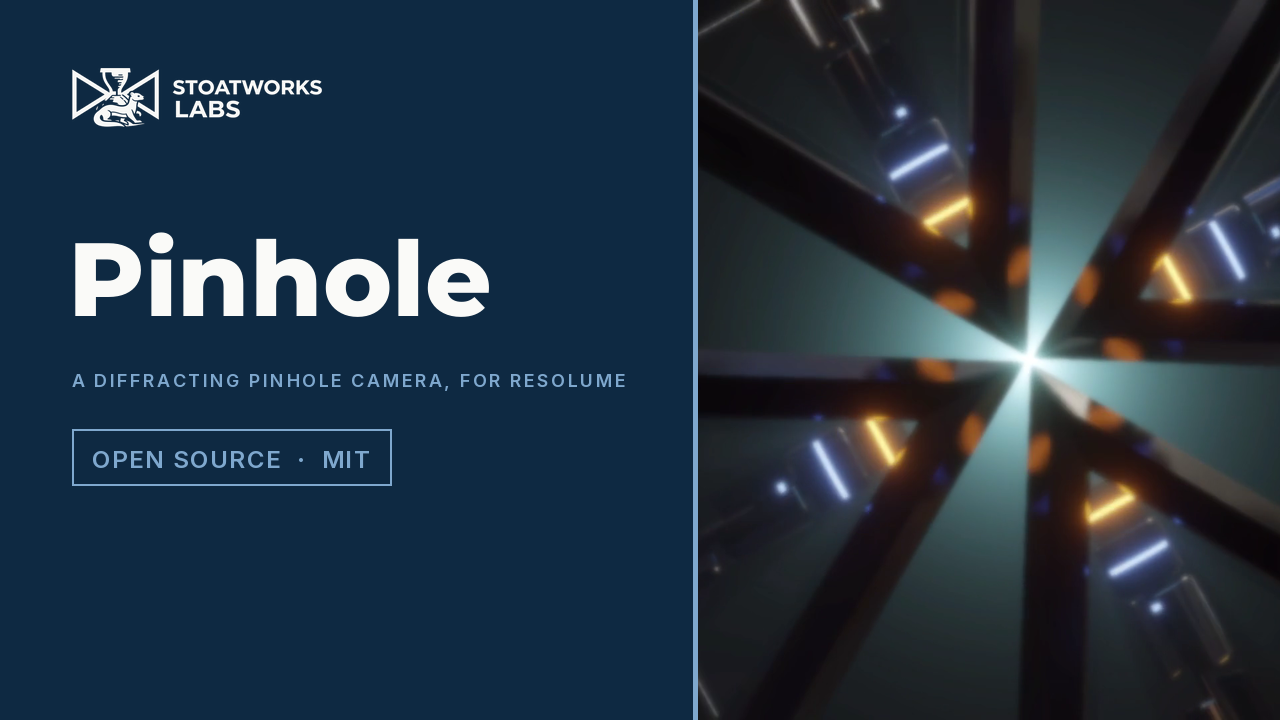 STOATWORKS
LABS
Pinhole
A DIFFRACTING PINHOLE CAMERA, FOR RESOLUME
OPEN SOURCE · MIT